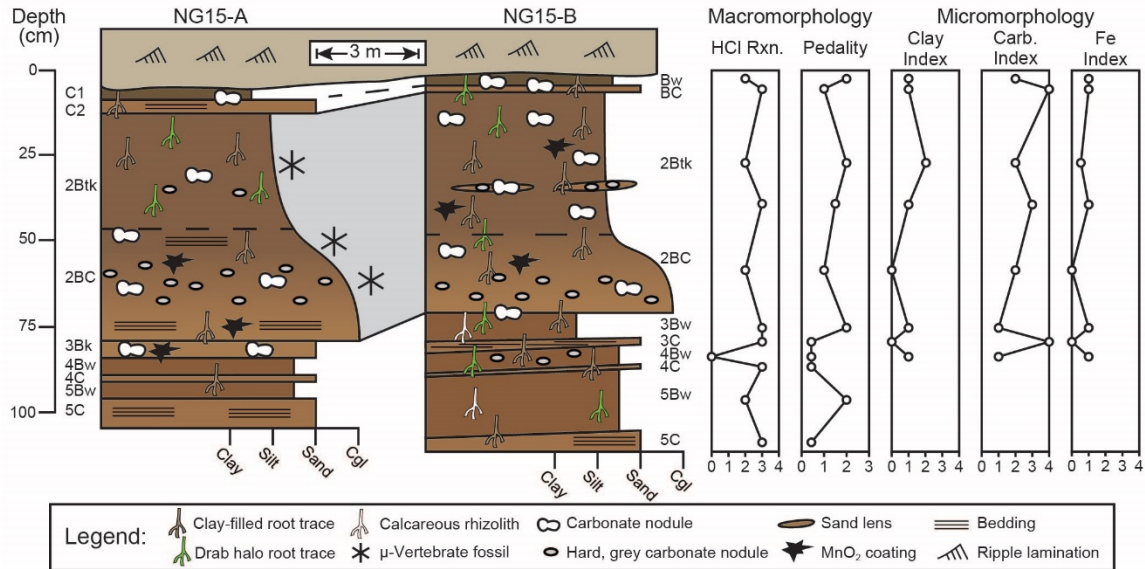 Depth
(cm)
NG15-A
NG15-B
3 m
0
25
50
75
100
C1
C2
2Btk
2BC
3Bk
4Bw
4C
5Bw
5C
Clay
Silt
Sand
Cgl
Bw
BC
2Btk
2BC
3Bw
3C
4Bw
4C
5Bw
5C
Clay
Silt
Sand
Cgl
Macromorphology
HCl Rxn.
Pedality
Micromorphology
Clay
Index
Carb.
Index
Fe
Index
0 1 2 3 4
0 1 2 3
0 1 2 3 4
0 1 2 3 4
0 1 2 3 4
Legend:
Clay-filled root trace
Calcareous rhizolith
Carbonate nodule
Sand lens
Bedding
Drab halo root trace
μ-Vertebrate fossil
Hard, grey carbonate nodule
MnO₂ coating
Ripple lamination